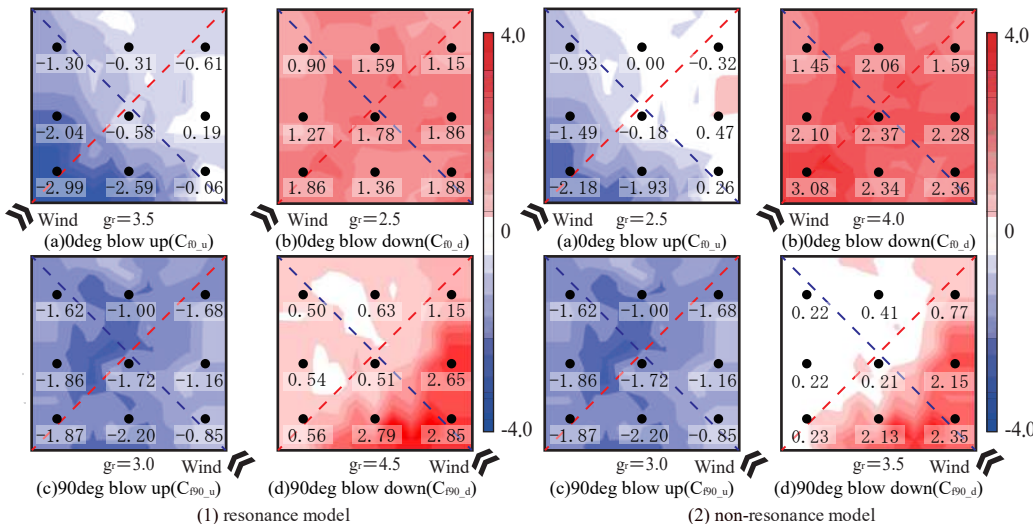 -1.30 -0.31 -0.61
-2.04 -0.58 0.19
-2.99 -2.59 -0.06
Wind gr=3.5
(a)0deg blow up(Cf0_u)
0.90 1.59 1.15
1.27 1.78 1.86
1.86 1.36 1.88
gr=2.5
(b)0deg blow down(Cf0_d)
4.0
0
-4,0
-1.62 -1.00 -1.68
-1.86 -1.72 -1.16
-1.87 -2.20 -0.85
gr=3.0
(c)90deg blow up(Cf90_u)
0.50 0.63 1.15
0.54 0.51 2.65
0.56 2.79 2.85
gr=4.5 Wind
(d)90deg blow down(Cf90_d)
(1) resonance model
-0.93 0.00 -0.32
-1.49 -0.18 0.47
-2.18 -1.93 0.26
Wind gr=2.5
(a)0deg blow up(Cf0_u)
1.45 2.06 1.59
2.10 2.37 2.28
3.08 2.34 2.36
gr=4.0
(b)0deg blow down(Cf0_d)
4.0
0
-4,0
-1.62 -1.00 -1.68
-1.86 -1.72 -1.16
-1.87 -2.20 -0.85
gr=3.0
(c)90deg blow up(Cf90_u)
0.22 0.41 0.77
0.22 0.21 2.15
0.23 2.13 2.35
gr=3.5 Wind
(d)90deg blow down(Cf90_d)
(2) non-resonance model